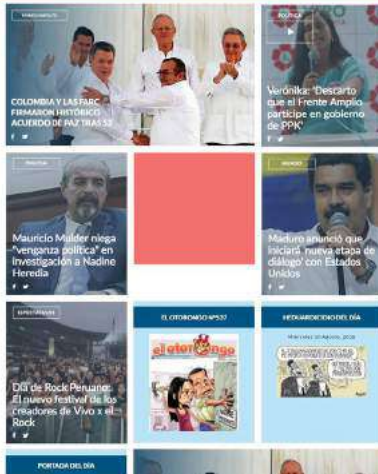 COLOMBIA Y LAS FARC
FIRMARON HISTÓRICO
ACUERDO DE PAZ TRAS 52
POLÍTICA
Verónika: "Descarto
que el Frente Amplio
participe en gobierno
de PPK"
POLÍTICA
Mauricio Mulder niega
"venganza política" en
investigación a Nadine
Heredia
MUNDO
Maduro anunció que
iniciará 'nueva etapa de
diálogo' con Estados
Unidos
ESPECTÁCULOS
Día de Rock Peruano:
El nuevo festival de los
creadores de Vivo x el
Rock
EL OTORONGO Nº537
el otorongo
HEDUARDICIDIO DEL DÍA
PORTADA DEL DÍA